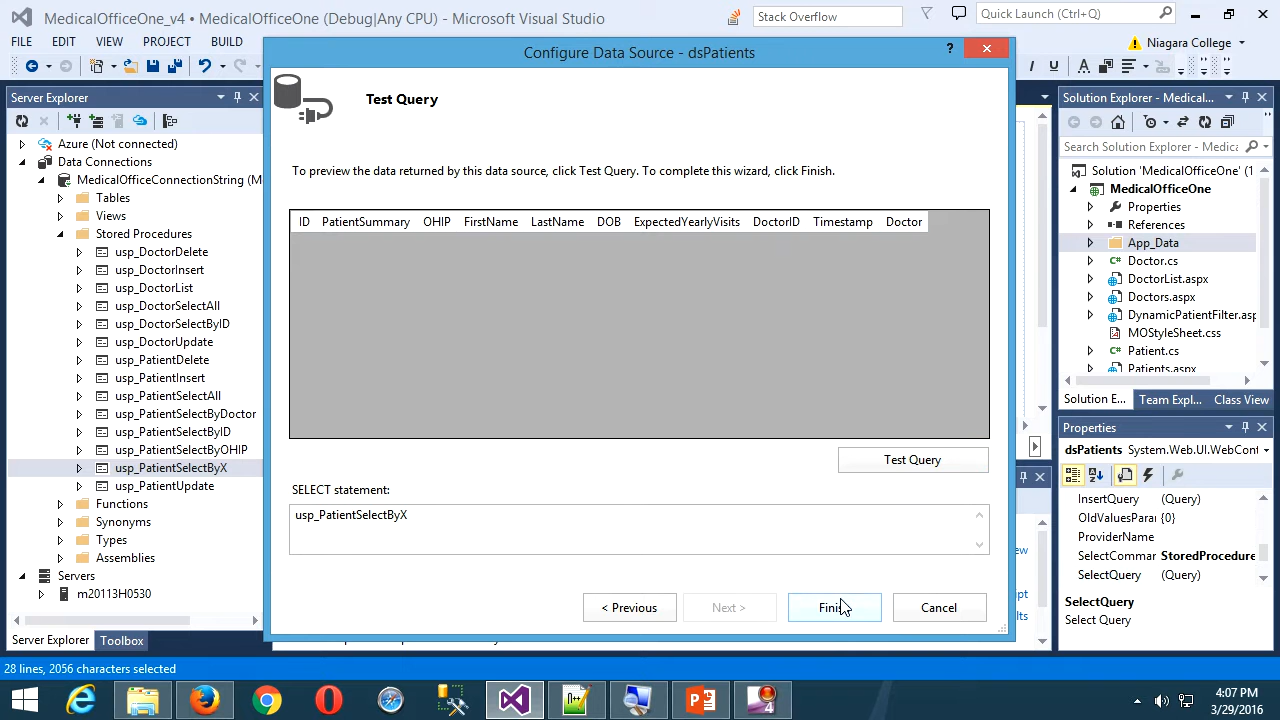 MedicalOfficeOne_v4 • MedicalOfficeOne (Debug|Any CPU) - Microsoft Visual Studio
Stack Overflow
Quick Launch (Ctrl+Q)
FILE EDIT VIEW PROJECT BUILD
Niagara College
Configure Data Source - dsPatients
?
Server Explorer
Azure (Not connected)
Data Connections
MedicalOfficeConnectionString (M
Tables
Views
Stored Procedures
usp_DoctorDelete
usp_DoctorInsert
usp_DoctorList
usp_DoctorSelectAll
usp_DoctorSelectByID
usp_DoctorUpdate
usp_PatientDelete
usp_PatientInsert
usp_PatientSelectAll
usp_PatientSelectByDoctor
usp_PatientSelectByID
usp_PatientSelectByOHIP
usp_PatientSelectByX
usp_PatientUpdate
Functions
Synonyms
Types
Assemblies
Servers
m20113H0530
Server Explorer Toolbox
Test Query
To preview the data returned by this data source, click Test Query. To complete this wizard, click Finish.
ID PatientSummary OHIP FirstName LastName DOB ExpectedYearlyVisits DoctorID Timestamp Doctor
Test Query
SELECT statement:
usp_PatientSelectByX
< Previous Next > Finish Cancel
Solution Explorer - Medical...
Search Solution Explorer - Medica
Solution 'MedicalOfficeOne' (1
MedicalOfficeOne
Properties
References
App_Data
Doctor.cs
DoctorList.aspx
Doctors.aspx
DynamicPatientFilter.asp
MOStyleSheet.css
Patient.cs
Patients.aspx
Solution E... Team Expl... Class View
Properties
dsPatients System.Web.UI.WebCont
InsertQuery (Query)
OldValuesPara {0}
ProviderName
SelectComman StoredProcedure
SelectQuery (Query)
SelectQuery
Select Query
28 lines, 2056 characters selected
4:07 PM
3/29/2016